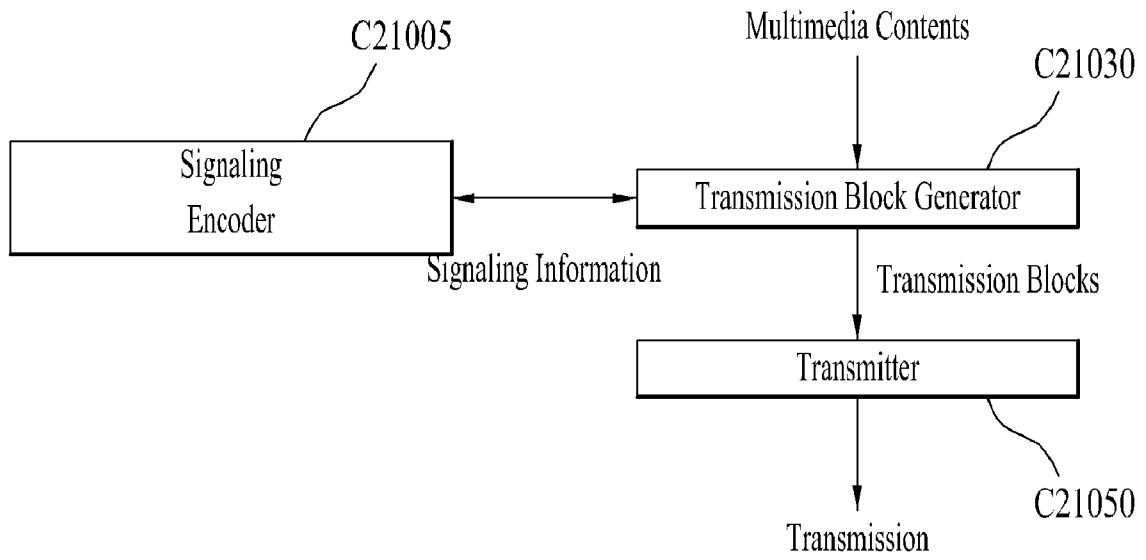 C21005
Multimedia Contents
C21030
Signaling
Encoder
Transmission Block Generator
Signaling Information
Transmission Blocks
Transmitter
C21050
Transmission